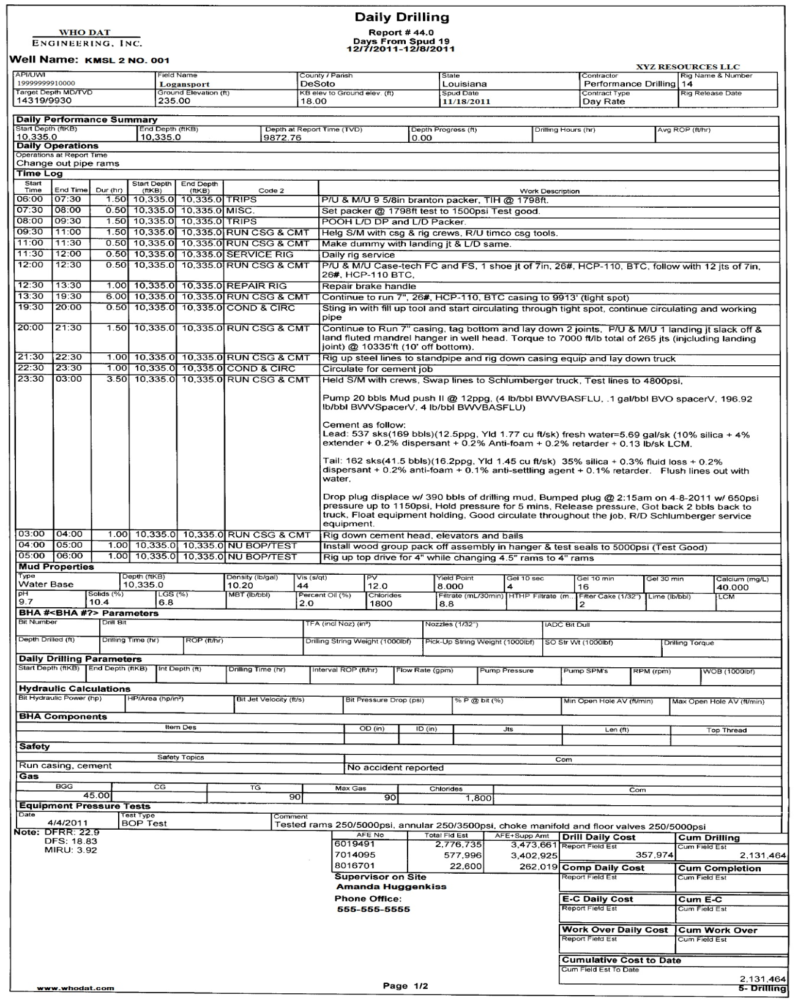 Daily Drilling
WHO DAT
ENGINEERING, INC.
Report # 44.0
Days From Spud 19
12/7/2011-12/8/2011
Well Name: KMSL 2 NO. 001
XYZ RESOURCES LLC
API/UWI Field Name County / Parish State Contractor Rig Name & Number
19999999910000 Logansport DeSoto Louisiana Performance Drilling 14
Target Depth MD/TVD Ground Elevation (ft) KB elev to Ground elev. (ft) Spud Date Contract Type Rig Release Date
14319/9930 235.00 18.00 11/18/2011 Day Rate
Daily Performance Summary
Start Depth (ftKB) End Depth (ftKB) Depth at Report Time (TVD) Depth Progress (ft) Drilling Hours (hr) Avg ROP (ft/hr)
10,335.0 10,335.0 9872.76 0.00
Daily Operations
Operations at Report Time
Change out pipe rams
Time Log
Start Time End Time Dur (hr) Start Depth (ftKB) End Depth (ftKB) Code 2 Work Description
06:00 07:30 1.50 10,335.0 10,335.0 TRIPS P/U & M/U 9 5/8in branton packer, TIH @ 1798ft.
07:30 08:00 0.50 10,335.0 10,335.0 MISC. Set packer @ 1798ft test to 1500psi Test good.
08:00 09:30 1.50 10,335.0 10,335.0 TRIPS POOH L/D DP and L/D Packer.
09:30 11:00 1.50 10,335.0 10,335.0 RUN CSG & CMT Helg S/M with csg & rig crews, R/U timco csg tools.
11:00 11:30 0.50 10,335.0 10,335.0 RUN CSG & CMT Make dummy with landing jt & L/D same.
11:30 12:00 0.50 10,335.0 10,335.0 SERVICE RIG Daily rig service
12:00 12:30 0.50 10,335.0 10,335.0 RUN CSG & CMT P/U & M/U Case-tech FC and FS, 1 shoe jt of 7in, 26#, HCP-110, BTC, follow with 12 jts of 7in,
26#, HCP-110 BTC,
12:30 13:30 1.00 10,335.0 10,335.0 REPAIR RIG Repair brake handle
13:30 19:30 6.00 10,335.0 10,335.0 RUN CSG & CMT Continue to run 7", 26#, HCP-110, BTC casing to 9913' (tight spot)
19:30 20:00 0.50 10,335.0 10,335.0 COND & CIRC Sting in with fill up tool and start circulating through tight spot, continue circulating and working
pipe
20:00 21:30 1.50 10,335.0 10,335.0 RUN CSG & CMT Continue to Run 7" casing, tag bottom and lay down 2 joints, P/U & M/U 1 landing jt slack off &
land fluted mandrel hanger in well head. Torque to 7000 ft/lb total of 265 jts (injcluding landing
joint) @ 10335'ft (10' off bottom).
21:30 22:30 1.00 10,335.0 10,335.0 RUN CSG & CMT Rig up steel lines to standpipe and rig down casing equip and lay down truck
22:30 23:30 1.00 10,335.0 10,335.0 COND & CIRC Circulate for cement job
23:30 03:00 3.50 10,335.0 10,335.0 RUN CSG & CMT Held S/M with crews, Swap lines to Schlumberger truck, Test lines to 4800psi,
Pump 20 bbls Mud push II @ 12ppg, (4 lb/bbl BWVBASFLU, .1 gal/bbl BVO spacerV, 196.92
lb/bbl BWVSpacerV, 4 lb/bbl BWVBASFLU)
Cement as follow:
Lead: 537 sks(169 bbls)(12.5ppg, Yld 1.77 cu ft/sk) fresh water=5.69 gal/sk (10% silica + 4%
extender + 0.2% dispersant + 0.2% Anti-foam + 0.2% retarder + 0.13 lb/sk LCM.
Tail: 162 sks(41.5 bbls)(16.2ppg, Yld 1.45 cu ft/sk) 35% silica + 0.3% fluid loss + 0.2%
dispersant + 0.2% anti-foam + 0.1% anti-settling agent + 0.1% retarder. Flush lines out with
water,
Drop plug displace w/ 390 bbls of drilling mud, Bumped plug @ 2:15am on 4-8-2011 w/ 650psi
pressure up to 1150psi, Hold pressure for 5 mins, Release pressure, Got back 2 bbls back to
truck, Float equipment holding, Good circulate throughout the job, R/D Schlumberger service
equipment.
03:00 04:00 1.00 10,335.0 10,335.0 RUN CSG & CMT Rig down cement head, elevators and bails
04:00 05:00 1.00 10,335.0 10,335.0 NU BOP/TEST Install wood group pack off assembly in hanger & test seals to 5000psi (Test Good)
05:00 06:00 1.00 10,335.0 10,335.0 NU BOP/TEST Rig up top drive for 4" while changing 4.5" rams to 4" rams
Mud Properties
Type Depth (ftKB) Density (lb/gal) Vis (s/qt) PV Yield Point Gel 10 sec Gel 10 min Gel 30 min Calcium (mg/L)
Water Base 10,335.0 10.20 44 12.0 8.000 4 16 40.000
pH Solids (%) LGS (%) MBT (lb/bbl) Percent Oil (%) Chlorides Filtrate (mL/30min) HTHP Filtrate (m... Filter Cake (1/32") Lime (lb/bbl) LCM
9.7 10.4 6.8 2.0 1800 8.8 2
BHA #<BHA #?> Parameters
Bit Number Drill Bit TFA (incl Noz) (in²) Nozzles (1/32") IADC Bit Dull
Depth Drilled (ft) Drilling Time (hr) ROP (ft/hr) Drilling String Weight (1000lbf) Pick-Up String Weight (1000lbf) SO Str Wt (1000lbf) Drilling Torque
Daily Drilling Parameters
Start Depth (ftKB) End Depth (ftKB) Int Depth (ft) Drilling Time (hr) Interval ROP (ft/hr) Flow Rate (gpm) Pump Pressure Pump SPM's RPM (rpm) WOB (1000lbf)
Hydraulic Calculations
Bit Hydraulic Power (hp) HP/Area (hp/in²) Bit Jet Velocity (ft/s) Bit Pressure Drop (psi) % P @ bit (%) Min Open Hole AV (ft/min) Max Open Hole AV (ft/min)
BHA Components
Item Des OD (in) ID (in) Jts Len (ft) Top Thread
Safety
Safety Topics Com
Run casing, cement No accident reported
Gas
BGG CG TG Max Gas Chlorides Com
45.00 90 90 1,800
Equipment Pressure Tests
Date Test Type Comment
4/4/2011 BOP Test Tested rams 250/5000psi, annular 250/3500psi, choke manifold and floor valves 250/5000psi
Note: DFRR: 22.9
DFS: 18.83
MIRU: 3.92
AFE No Total Fld Est AFE+Supp Amt
6019491 2,776,735 3,473,661
7014095 577,996 3,402,925
8016701 22,600 262,019
Supervisor on Site
Amanda Huggenkiss
Phone Office:
555-555-5555
Drill Daily Cost Cum Drilling
Report Field Est Cum Field Est
357,974 2,131,464
Comp Daily Cost Cum Completion
Report Field Est Cum Field Est
E-C Daily Cost Cum E-C
Report Field Est Cum Field Est
Work Over Daily Cost Cum Work Over
Report Field Est Cum Field Est
Cumulative Cost to Date
Cum Field Est To Date
2,131,464
www.whodat.com Page 1/2 5- Drilling